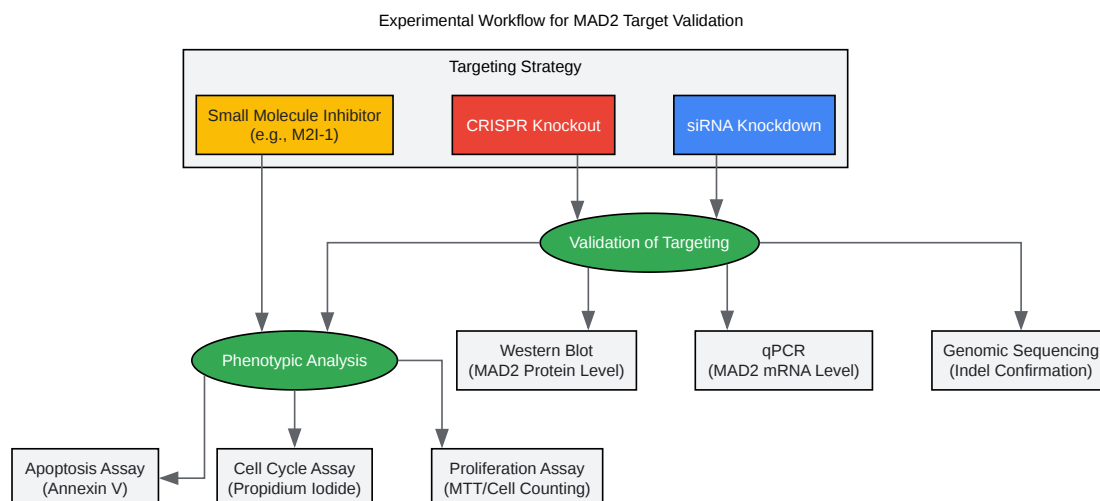 Experimental Workflow for MAD2 Target Validation
Targeting Strategy
Small Molecule Inhibitor
(e.g., M2I-1)
CRISPR Knockout
siRNA Knockdown
Validation of Targeting
Phenotypic Analysis
Western Blot
(MAD2 Protein Level)
qPCR
(MAD2 mRNA Level)
Genomic Sequencing
(Indel Confirmation)
Apoptosis Assay
(Annexin V)
Cell Cycle Assay
(Propidium Iodide)
Proliferation Assay
(MTT/Cell Counting)